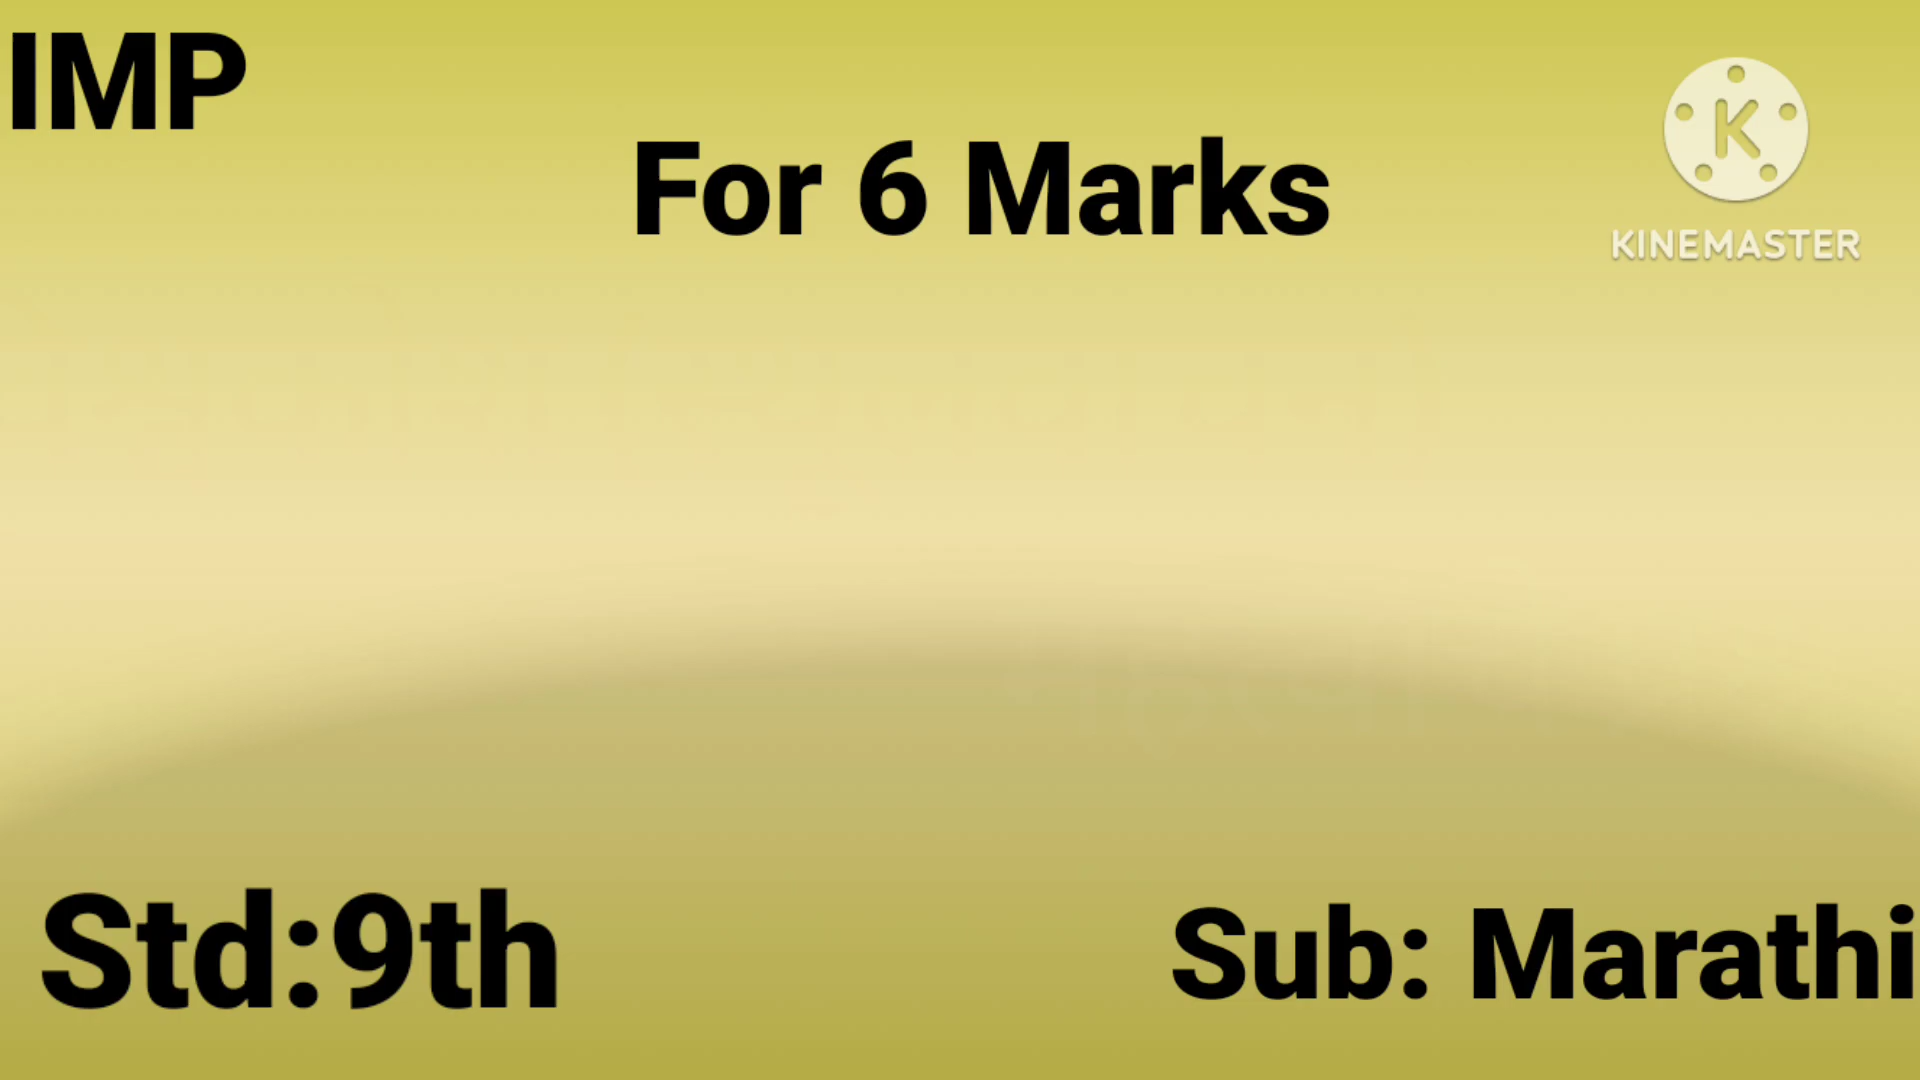 IMP
For 6 Marks
KINEMASTER
Std:9th
Sub: Marathi